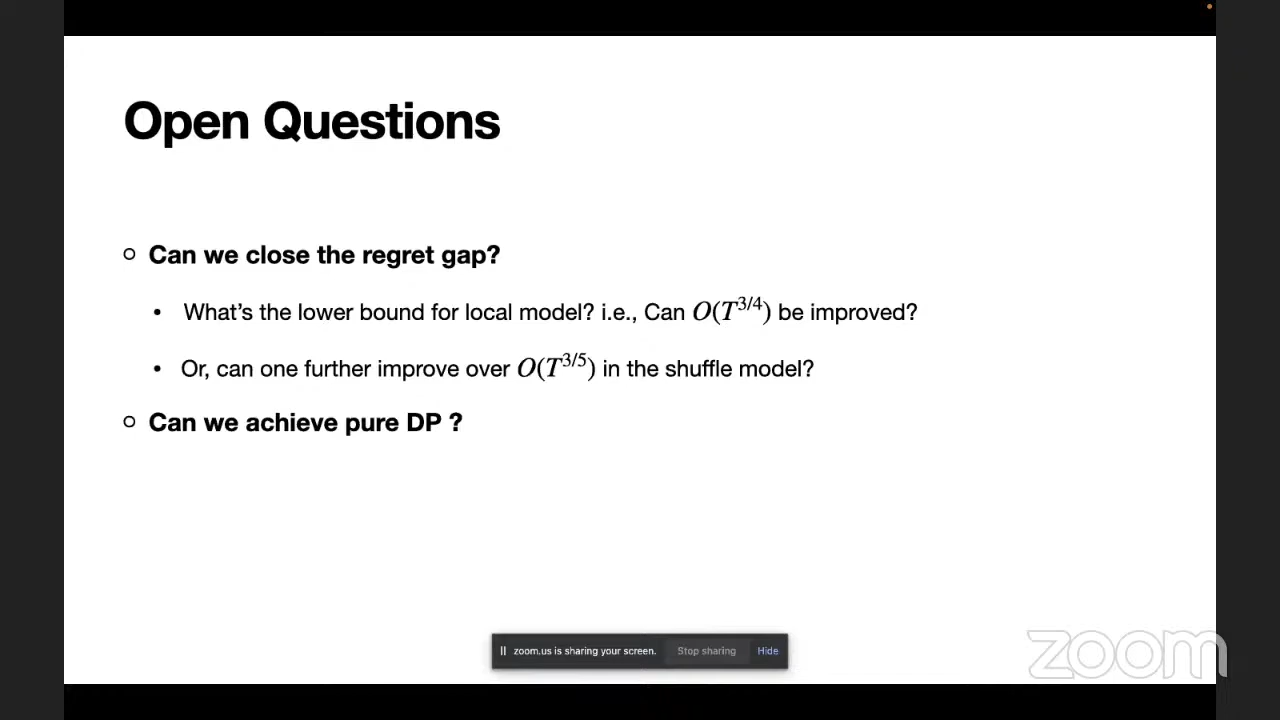 Open Questions
Can we close the regret gap?
• What's the lower bound for local model? i.e., Can O(T^{3/4}) be improved?
• Or, can one further improve over O(T^{3/5}) in the shuffle model?
Can we achieve pure DP ?
zoom.us is sharing your screen. Stop sharing Hide
zoom